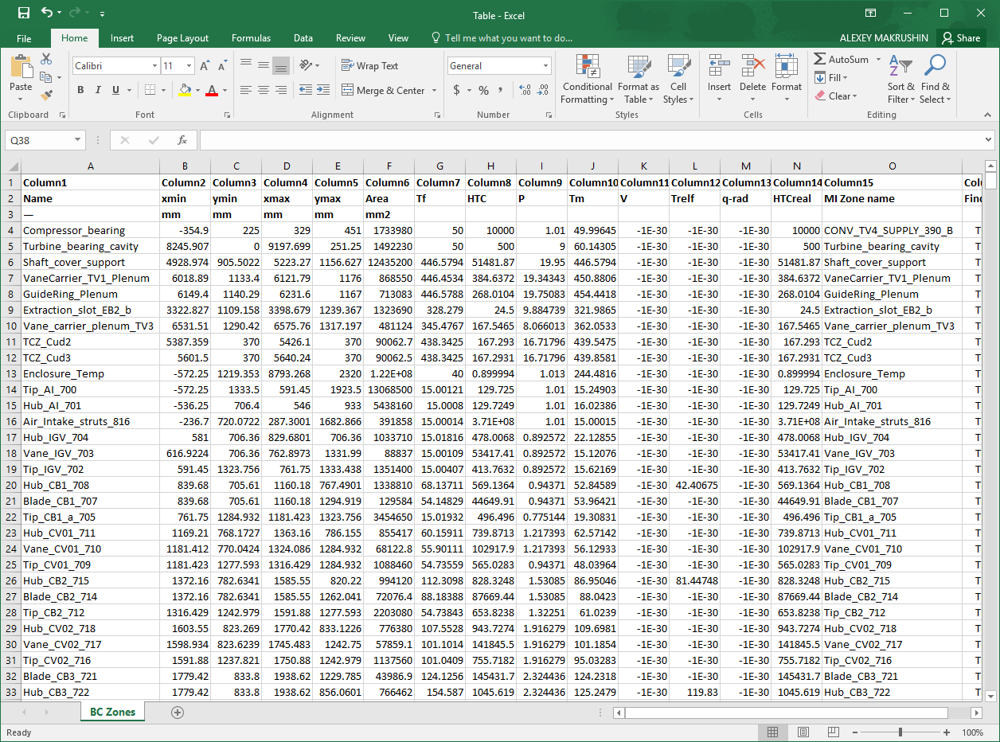 Table - Excel
File Home Insert Page Layout Formulas Data Review View Tell me what you want to do... ALEXEY MAKRUSHIN Share
Calibri 11 Wrap Text General AutoSum
Paste Conditional Formatting Format as Table Cell Styles Insert Delete Format Fill Sort & Filter Find & Select
B I U Merge & Center $ % Clear
Clipboard Font Alignment Number Styles Cells Editing
Q38 fx
A B C D E F G H I J K L M N O
1 Column1 Column2 Column3 Column4 Column5 Column6 Column7 Column8 Column9 Column10 Column11 Column12 Column13 Column14 Column15 Colu
2 Name xmin ymin xmax ymax Area Tf HTC P Tm V Trelf q-rad HTCreal MI Zone name Find
3 — mm mm mm mm mm2
4 Compressor_bearing -354.9 225 329 451 1733980 50 10000 1.01 49.99645 -1E-30 -1E-30 -1E-30 10000 CONV_TV4_SUPPLY_390_B T
5 Turbine_bearing_cavity 8245.907 0 9197.699 251.25 1492230 50 500 9 60.14305 -1E-30 -1E-30 -1E-30 500 Turbine_bearing_cavity T
6 Shaft_cover_support 4928.974 905.5022 5223.27 1156.627 12435200 446.5794 51481.87 19.95 446.5794 -1E-30 -1E-30 -1E-30 51481.87 Shaft_cover_support T
7 VaneCarrier_TV1_Plenum 6018.89 1133.4 6121.79 1176 868550 446.4534 384.6372 19.34343 450.8806 -1E-30 -1E-30 -1E-30 384.6372 VaneCarrier_TV1_Plenum T
8 GuideRing_Plenum 6149.4 1140.29 6231.6 1167 713083 446.5788 268.0104 19.75083 454.4418 -1E-30 -1E-30 -1E-30 268.0104 GuideRing_Plenum T
9 Extraction_slot_EB2_b 3322.827 1109.158 3398.679 1239.367 1323690 328.279 24.5 9.884739 321.9865 -1E-30 -1E-30 -1E-30 24.5 Extraction_slot_EB2_b T
10 Vane_carrier_plenum_TV3 6531.51 1290.42 6575.76 1317.197 481124 345.4767 167.5465 8.066013 362.0533 -1E-30 -1E-30 -1E-30 167.5465 Vane_carrier_plenum_TV3 T
11 TCZ_Cud2 5387.359 370 5426.1 370 90062.7 438.3425 167.293 16.71796 439.5475 -1E-30 -1E-30 -1E-30 167.293 TCZ_Cud2 T
12 TCZ_Cud3 5601.5 370 5640.24 370 90062.5 438.3425 167.2931 16.71796 439.8581 -1E-30 -1E-30 -1E-30 167.2931 TCZ_Cud3 T
13 Enclosure_Temp -572.25 1219.353 8793.268 2320 1.22E+08 40 0.899994 1.013 244.4816 -1E-30 -1E-30 -1E-30 0.899994 Enclosure_Temp T
14 Tip_AI_700 -572.25 1333.5 591.45 1923.5 13068500 15.00121 129.725 1.01 15.24903 -1E-30 -1E-30 -1E-30 129.725 Tip_AI_700 T
15 Hub_AI_701 -536.25 706.4 546 933 5438160 15.0008 129.7249 1.01 16.02386 -1E-30 -1E-30 -1E-30 129.7249 Hub_AI_701 T
16 Air_Intake_struts_816 -236.7 720.0722 287.3001 1682.866 391858 15.00014 3.71E+08 1.01 15.00015 -1E-30 -1E-30 -1E-30 3.71E+08 Air_Intake_struts_816 T
17 Hub_IGV_704 581 706.36 829.6801 706.36 1033710 15.01816 478.0068 0.892572 22.12855 -1E-30 -1E-30 -1E-30 478.0068 Hub_IGV_704 T
18 Vane_IGV_703 616.9224 706.36 762.8973 1331.99 88837 15.00109 53417.41 0.892572 15.12076 -1E-30 -1E-30 -1E-30 53417.41 Vane_IGV_703 T
19 Tip_IGV_702 591.45 1323.756 761.75 1333.438 1351400 15.00407 413.7632 0.892572 15.62169 -1E-30 -1E-30 -1E-30 413.7632 Tip_IGV_702 T
20 Hub_CB1_708 839.68 705.61 1160.18 767.4901 1338810 68.13711 569.1364 0.94371 52.84589 -1E-30 42.40675 -1E-30 569.1364 Hub_CB1_708 T
21 Blade_CB1_707 839.68 705.61 1160.18 1294.919 129584 54.14829 44649.91 0.94371 53.96421 -1E-30 -1E-30 -1E-30 44649.91 Blade_CB1_707 T
22 Tip_CB1_a_705 761.75 1284.932 1181.423 1323.756 3454650 15.01932 496.496 0.775144 19.30831 -1E-30 -1E-30 -1E-30 496.496 Tip_CB1_a_705 T
23 Hub_CV01_711 1169.21 768.1727 1363.16 786.155 855417 60.15911 739.8713 1.217393 62.57142 -1E-30 -1E-30 -1E-30 739.8713 Hub_CV01_711 T
24 Vane_CV01_710 1181.412 770.0424 1324.086 1284.932 68122.8 55.90111 102917.9 1.217393 56.12933 -1E-30 -1E-30 -1E-30 102917.9 Vane_CV01_710 T
25 Tip_CV01_709 1181.423 1277.593 1316.429 1284.932 1088460 54.73559 565.0283 0.94371 48.03964 -1E-30 -1E-30 -1E-30 565.0283 Tip_CV01_709 T
26 Hub_CB2_715 1372.16 782.6341 1585.55 820.22 994120 112.3098 828.3248 1.53085 86.95046 -1E-30 81.44748 -1E-30 828.3248 Hub_CB2_715 T
27 Blade_CB2_714 1372.16 782.6341 1585.55 1262.041 72076.4 88.18388 87669.44 1.53085 88.0423 -1E-30 -1E-30 -1E-30 87669.44 Blade_CB2_714 T
28 Tip_CB2_712 1316.429 1242.979 1591.88 1277.593 2203080 54.73843 653.8238 1.32251 61.0239 -1E-30 -1E-30 -1E-30 653.8238 Tip_CB2_712 T
29 Hub_CV02_718 1603.55 823.269 1770.42 833.1226 776380 107.5528 943.7274 1.916279 109.6981 -1E-30 -1E-30 -1E-30 943.7274 Hub_CV02_718 T
30 Vane_CV02_717 1598.934 823.6239 1745.483 1242.75 57859.1 101.1014 141845.5 1.916279 101.1854 -1E-30 -1E-30 -1E-30 141845.5 Vane_CV02_717 T
31 Tip_CV02_716 1591.88 1237.821 1750.88 1242.979 1137560 101.0409 755.7182 1.916279 95.03283 -1E-30 -1E-30 -1E-30 755.7182 Tip_CV02_716 T
32 Blade_CB3_721 1779.42 833.8 1938.62 1229.785 43986.9 124.1256 145431.7 2.324436 124.2318 -1E-30 -1E-30 -1E-30 145431.7 Blade_CB3_721 T
33 Hub_CB3_722 1779.42 833.8 1938.62 856.0601 766462 154.587 1045.619 2.324436 125.2479 -1E-30 119.83 -1E-30 1045.619 Hub_CB3_722 T
BC Zones
Ready 100%